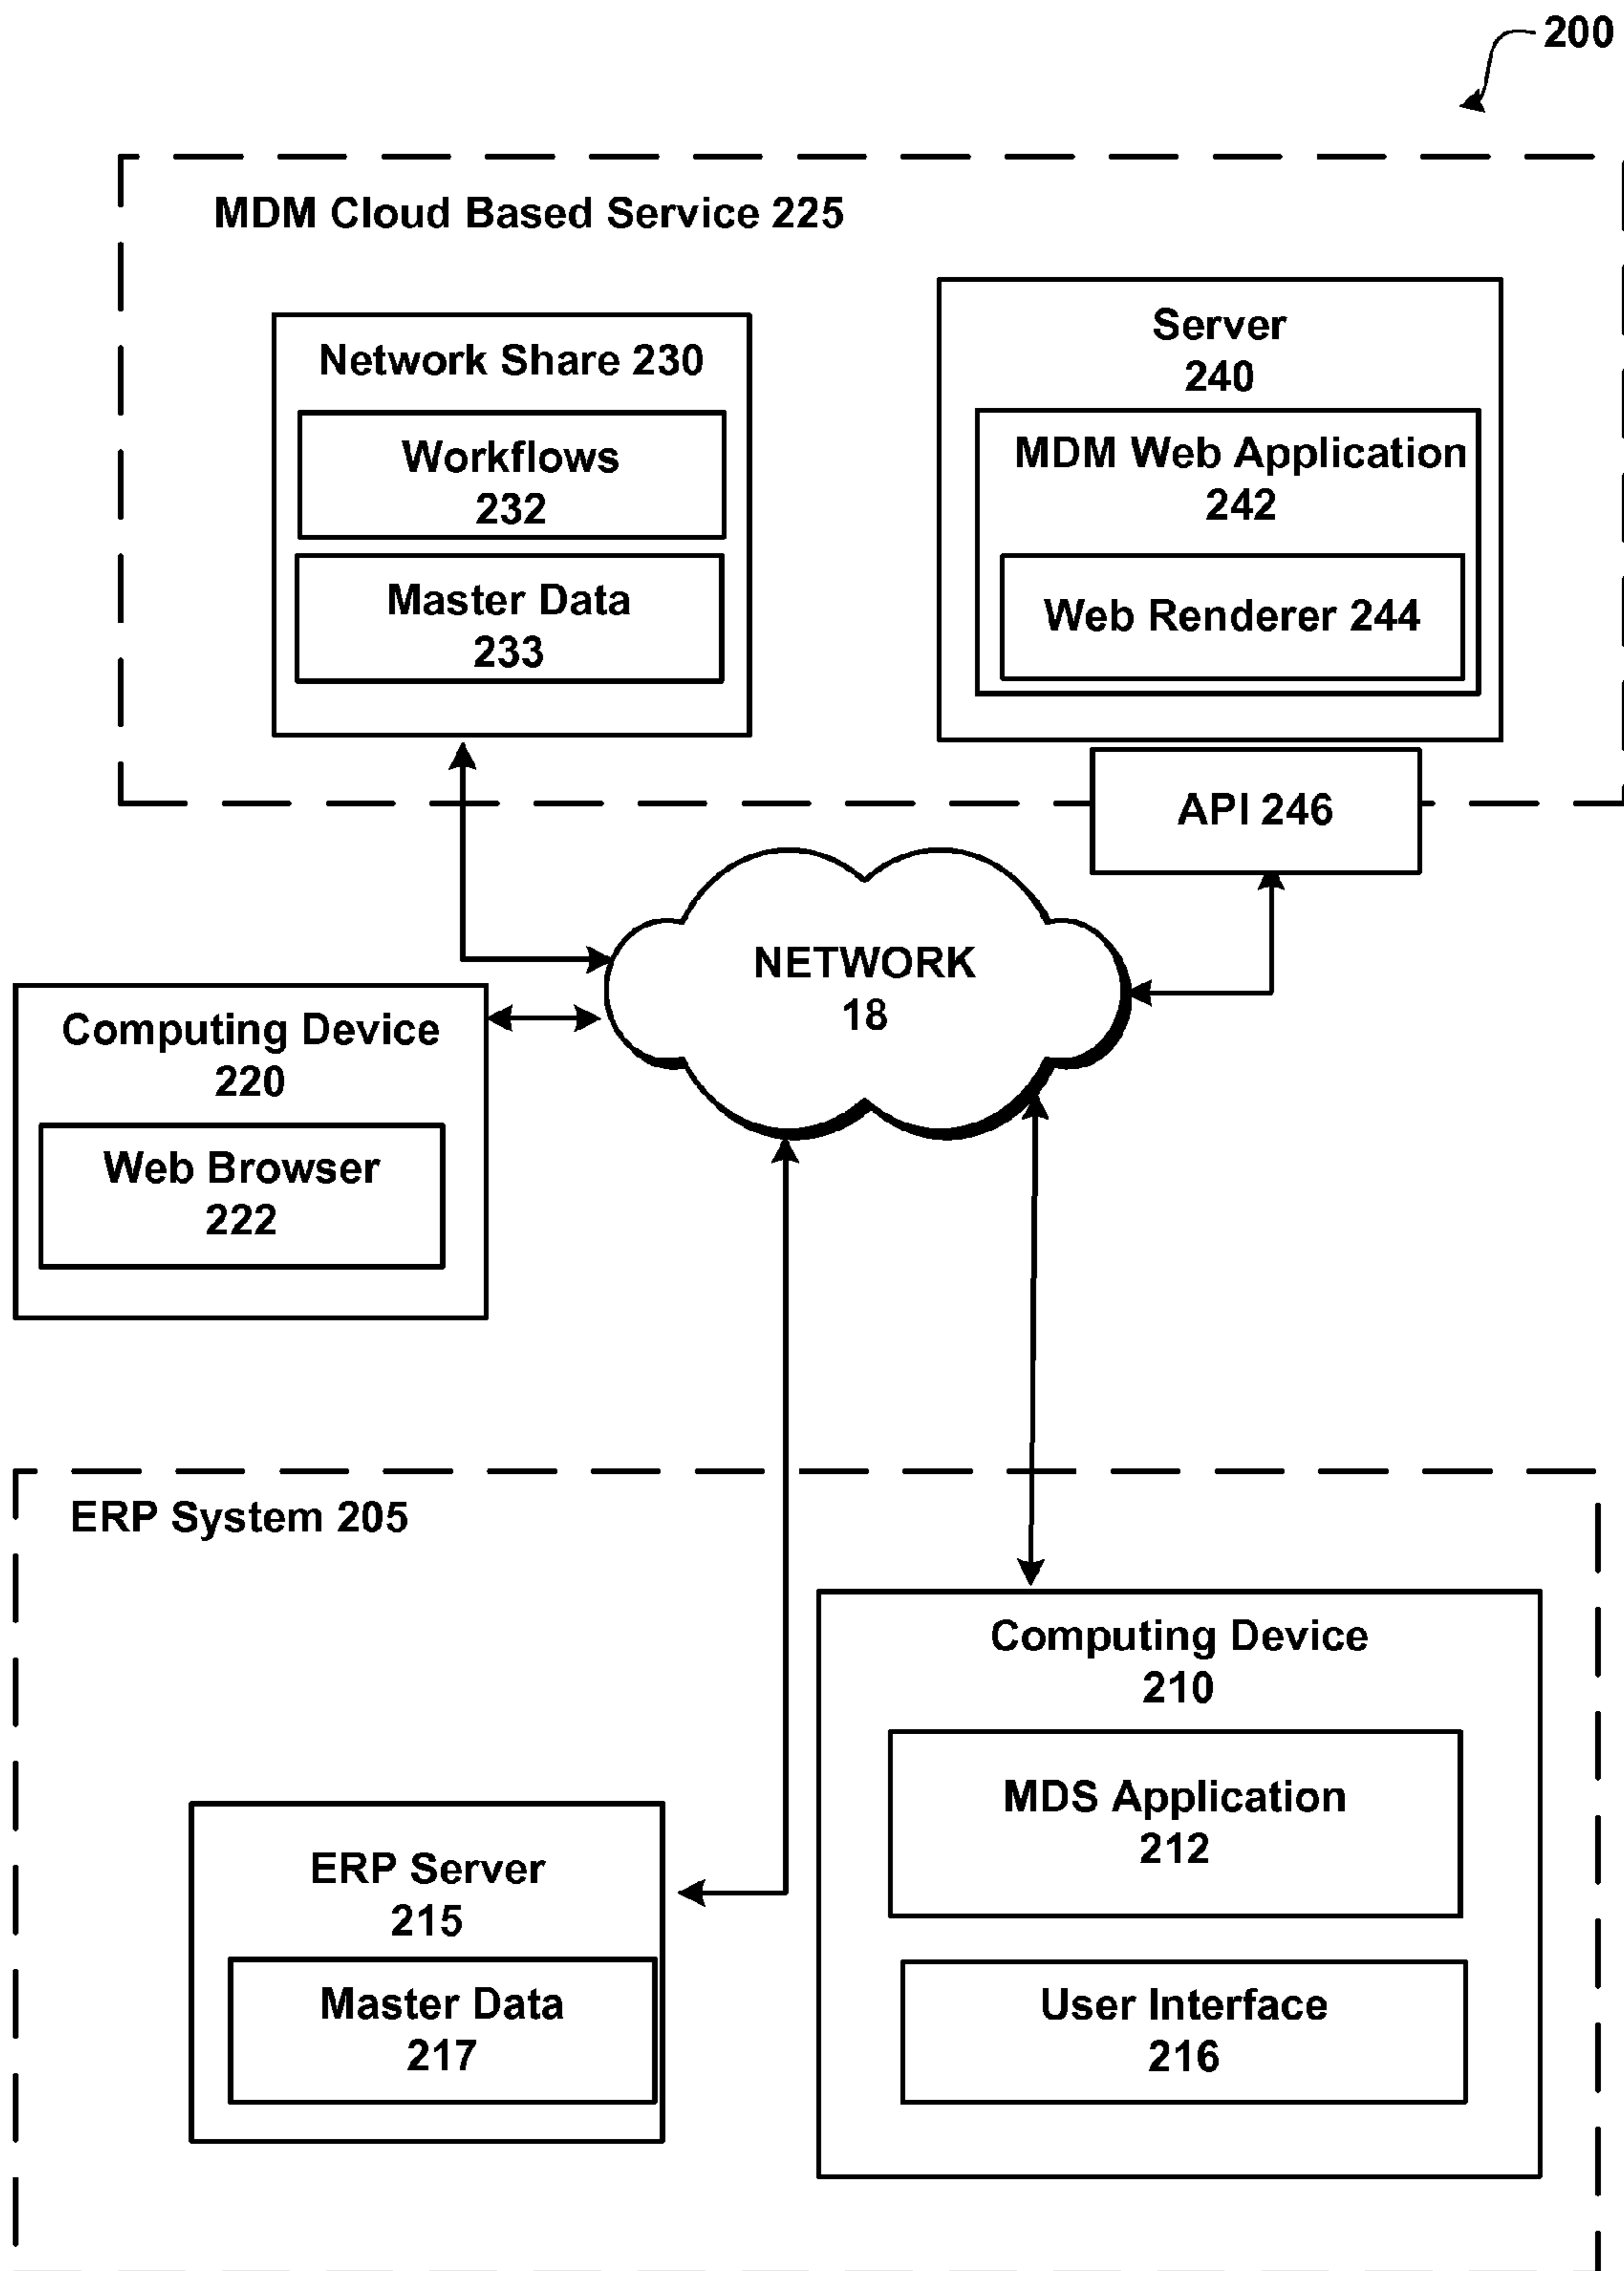 200
MDM Cloud Based Service 225
Network Share 230
Workflows
232
Master Data
233
Server
240
MDM Web Application
242
Web Renderer 244
API 246
NETWORK
18
Computing Device
220
Web Browser
222
ERP System 205
Computing Device
210
MDS Application
212
User Interface
216
ERP Server
215
Master Data
217